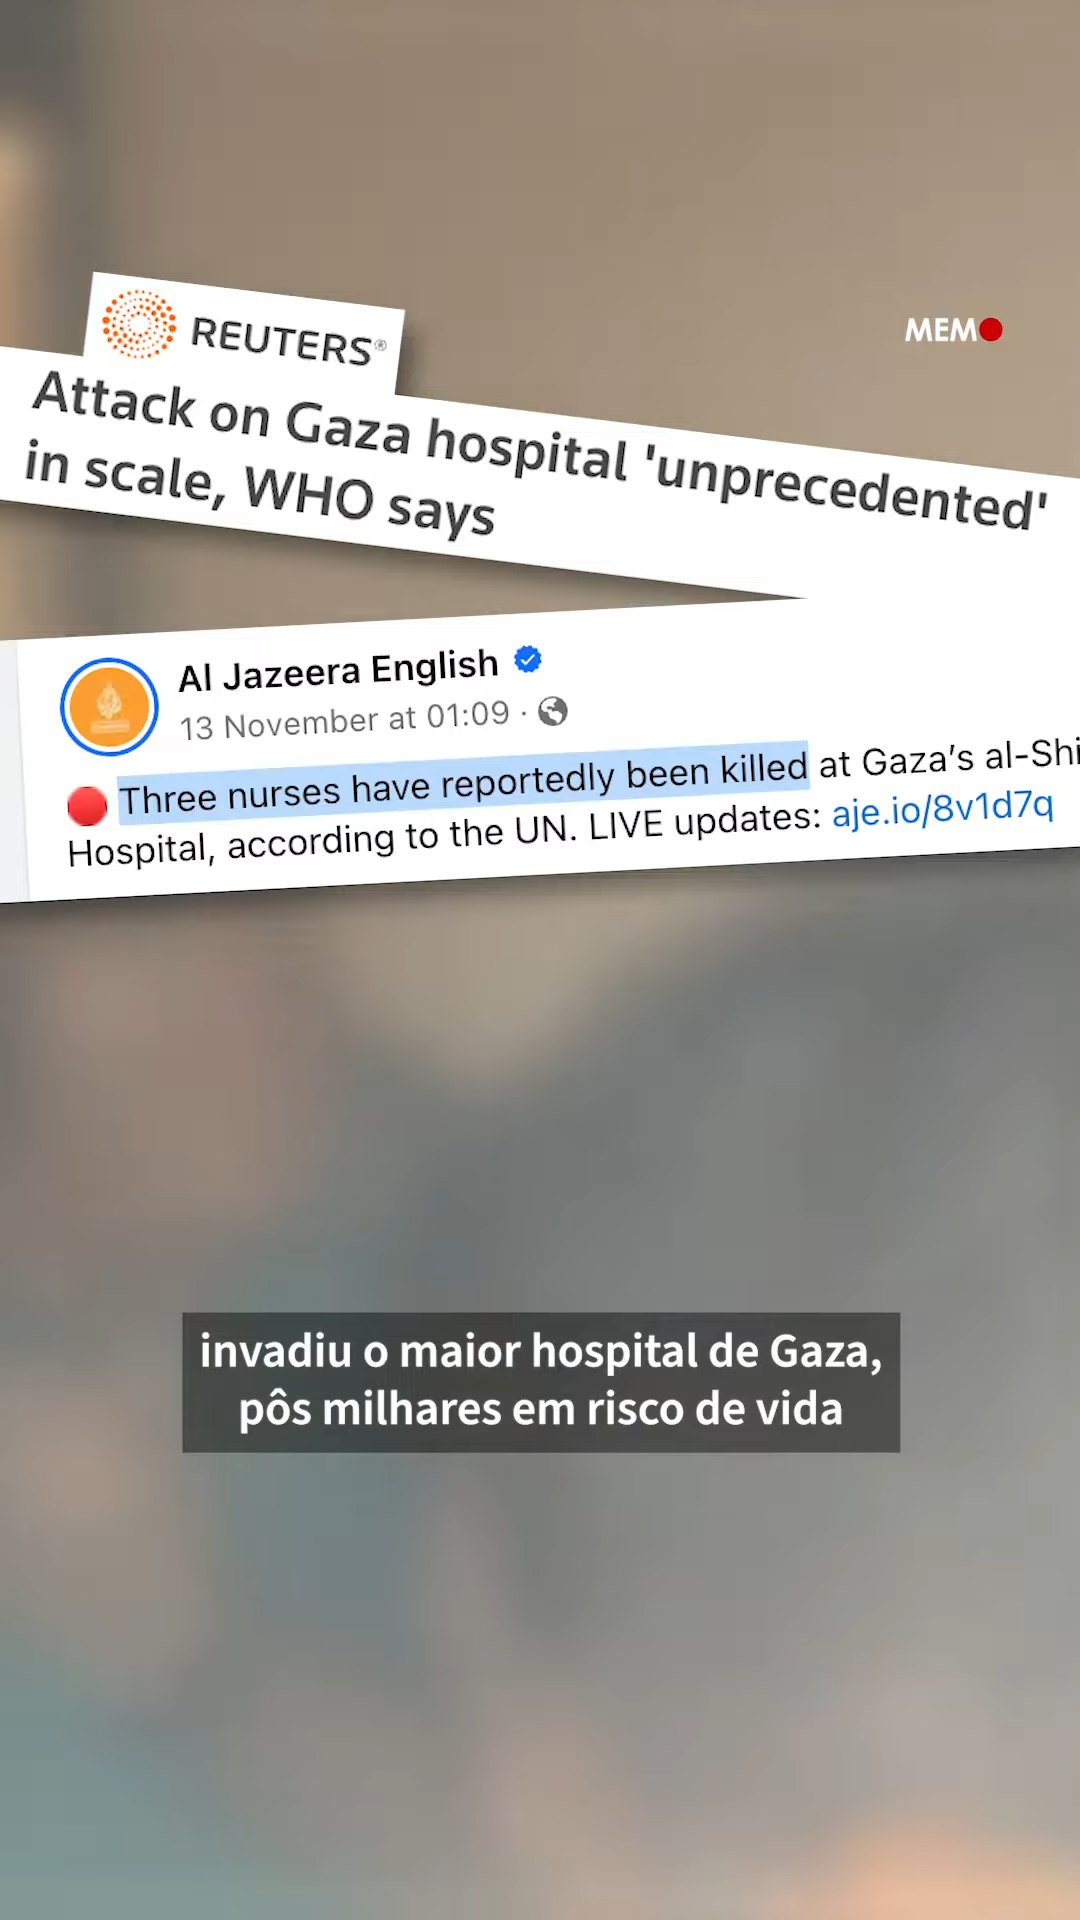 REUTERS®
MEMO
Attack on Gaza hospital 'unprecedented'
in scale, WHO says
Al Jazeera English
13 November at 01:09 ·
Three nurses have reportedly been killed at Gaza's al-Shi
Hospital, according to the UN. LIVE updates: aje.io/8v1d7q
invadiu o maior hospital de Gaza,
pôs milhares em risco de vida